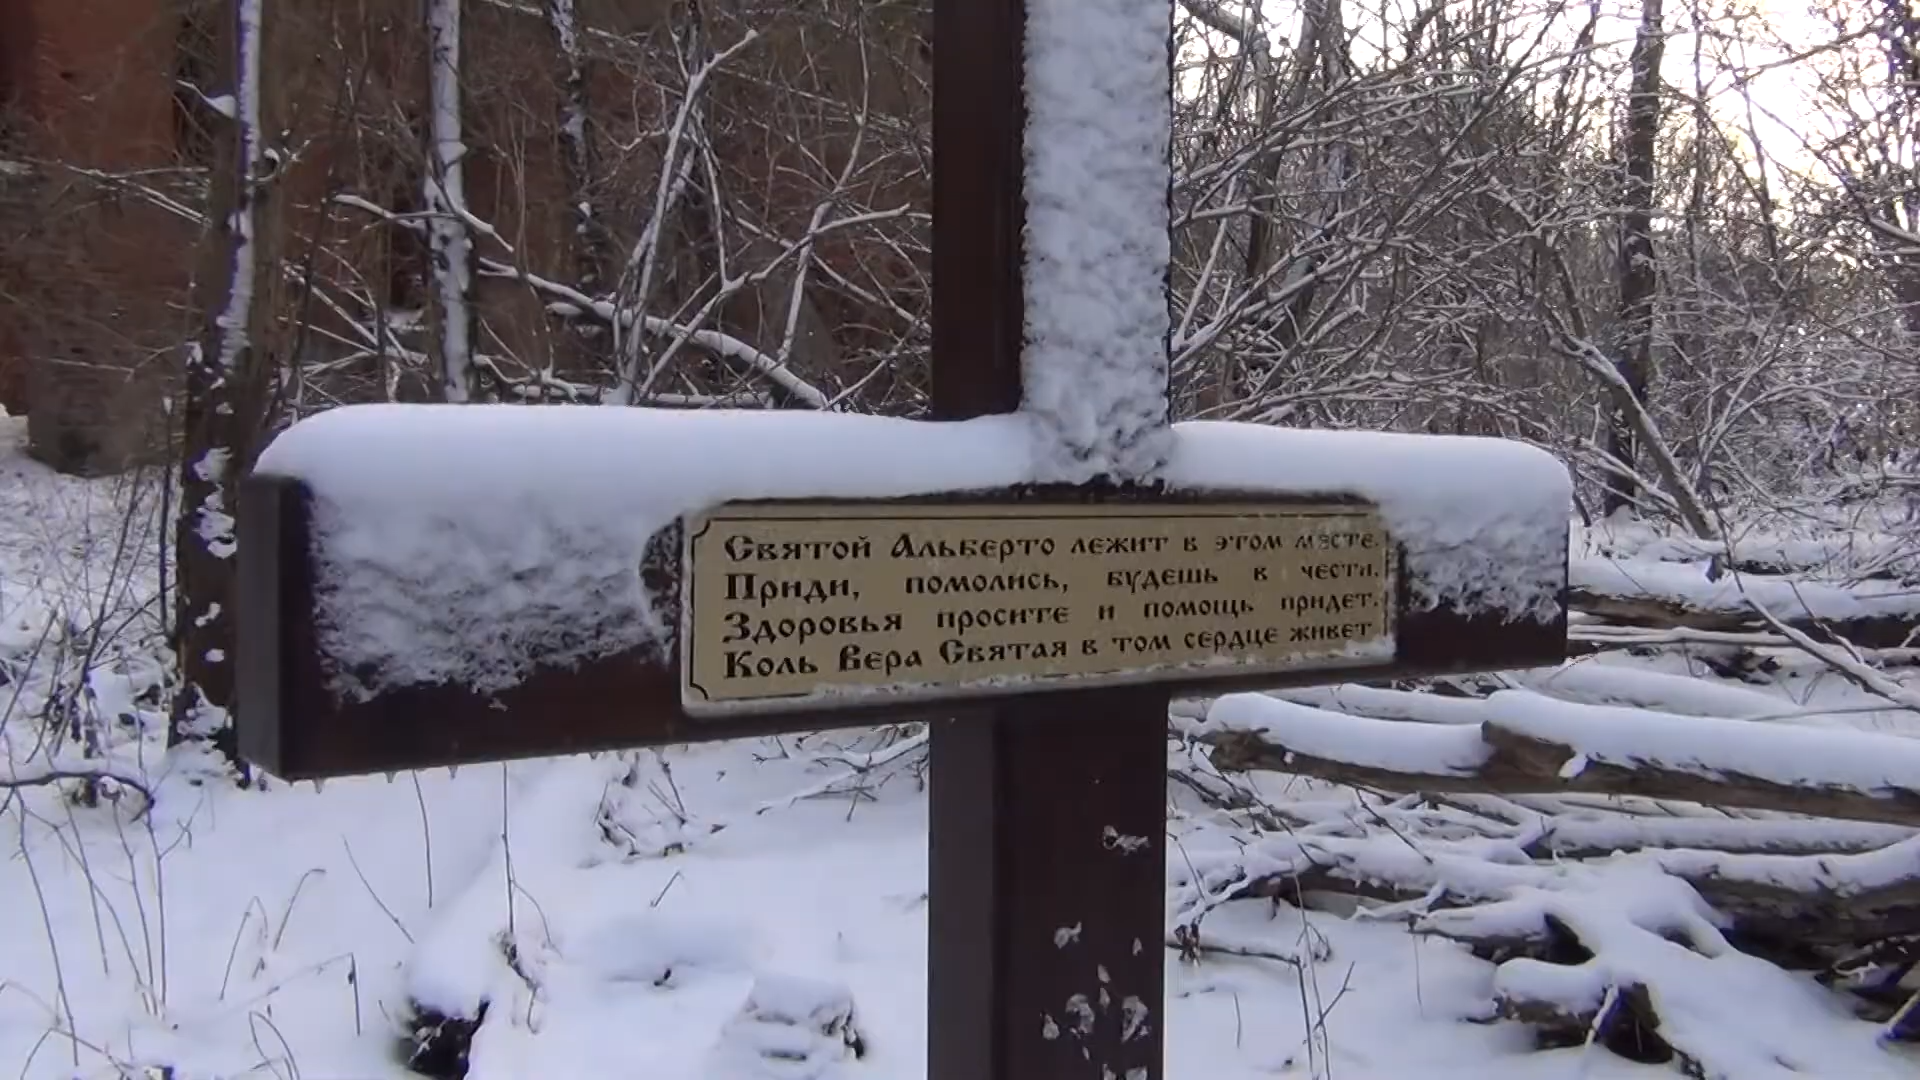 Святой Альберто лежит в этом месте.
Приди, помолись, будешь в чести.
Здоровья просите и помощь придет.
Коль Вера Святая в том сердце живет